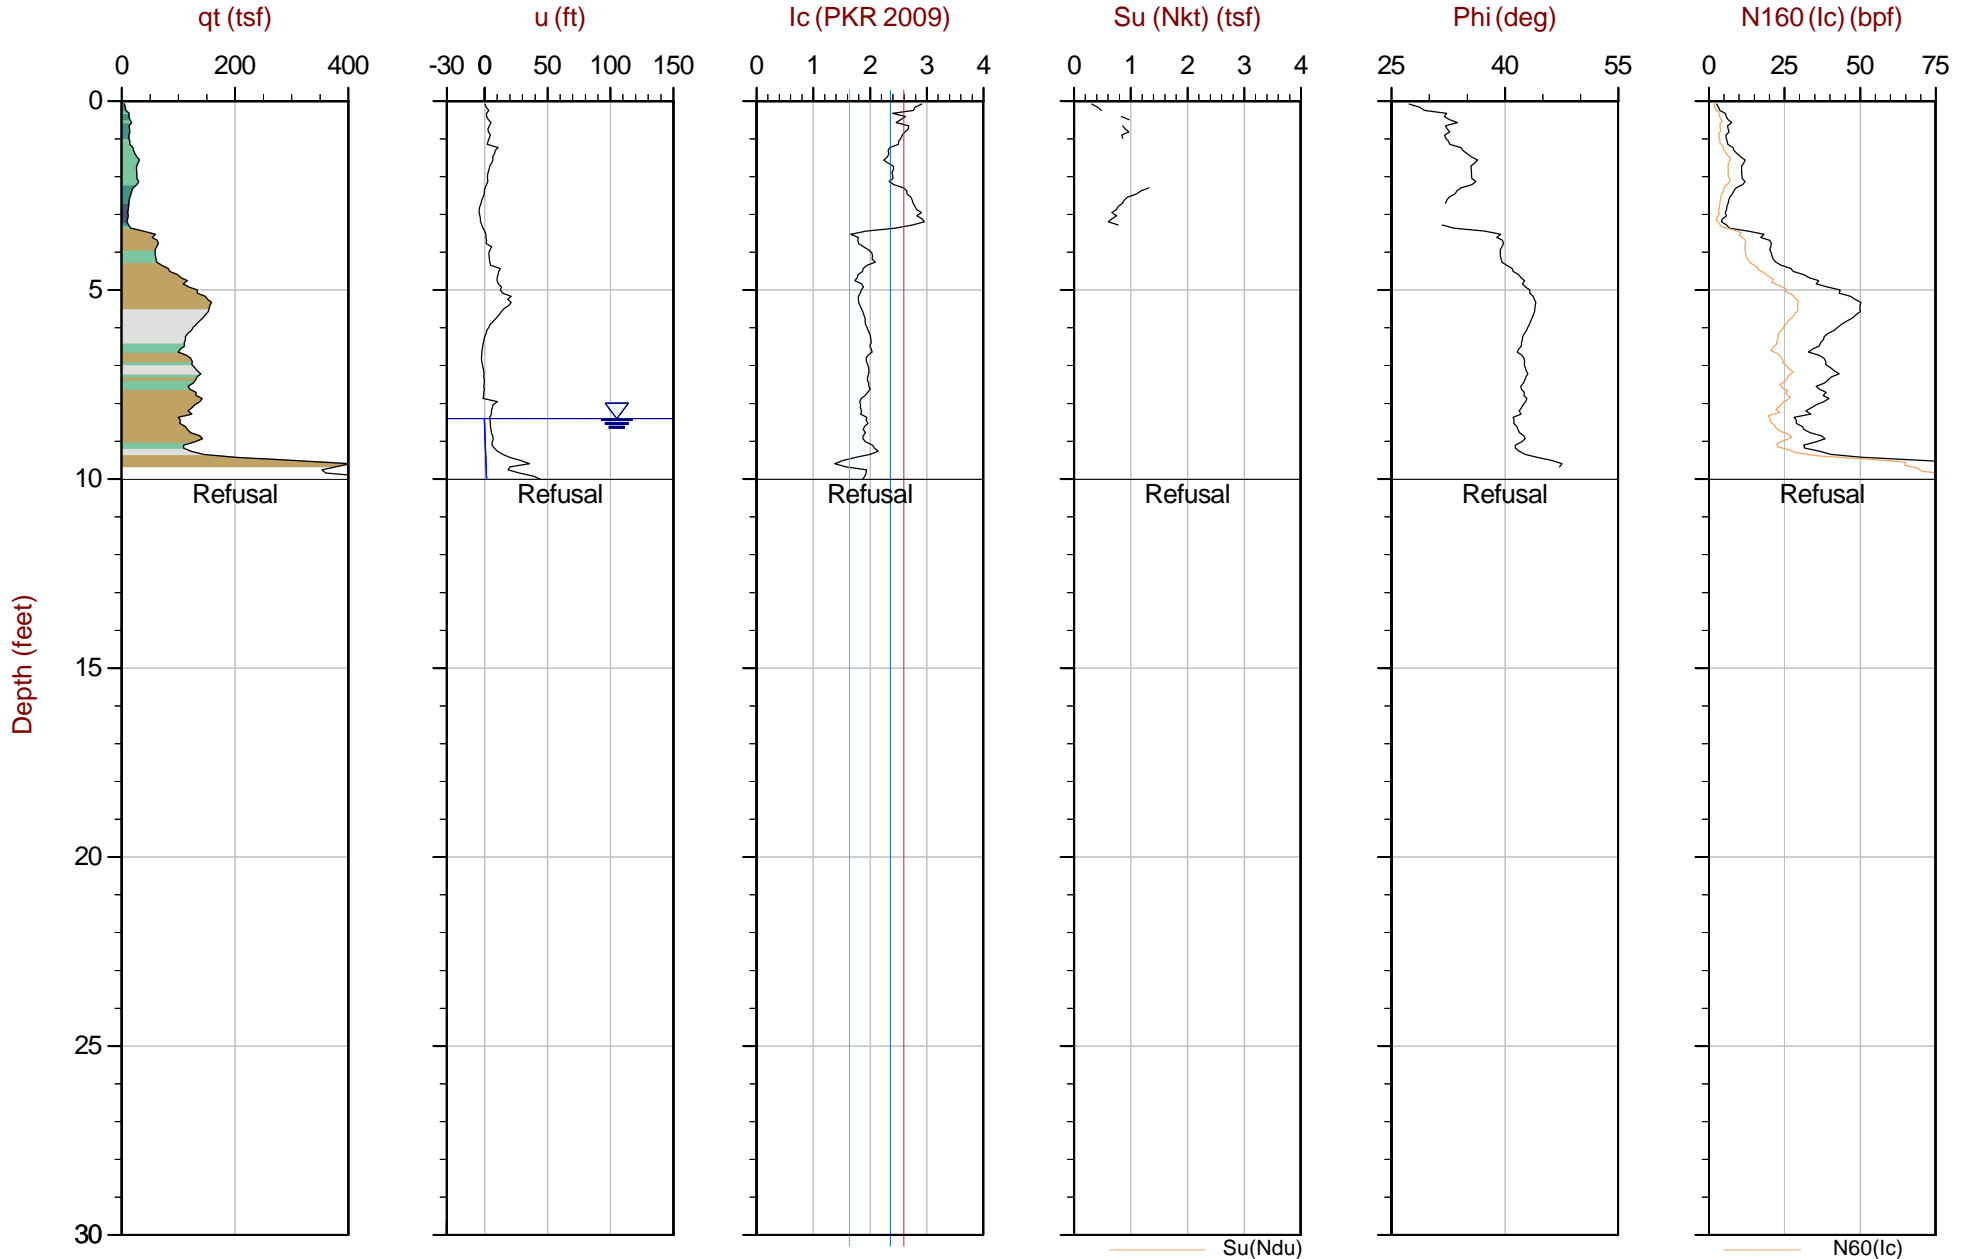 qt (tsf)
u (ft)
Ic (PKR 2009)
Su (Nkt) (tsf)
Phi (deg)
N160 (Ic) (bpf)
0 200 400
-30 0 50 100 150
0 1 2 3 4
0 1 2 3 4
25 40 55
0 25 50 75
0
5
10
15
20
25
30
Depth (feet)
Refusal
Refusal
Refusal
Refusal
Refusal
Refusal
Su(Ndu)
N60(Ic)